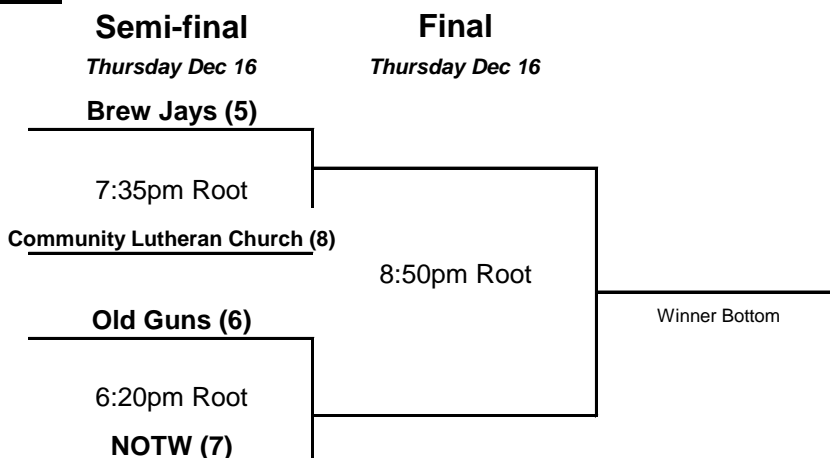 Semi-final Final
Thursday Dec 16 Thursday Dec 16
Brew Jays (5)
7:35pm Root
Community Lutheran Church (8)
8:50pm Root
Old Guns (6)
Winner Bottom
6:20pm Root
NOTW (7)